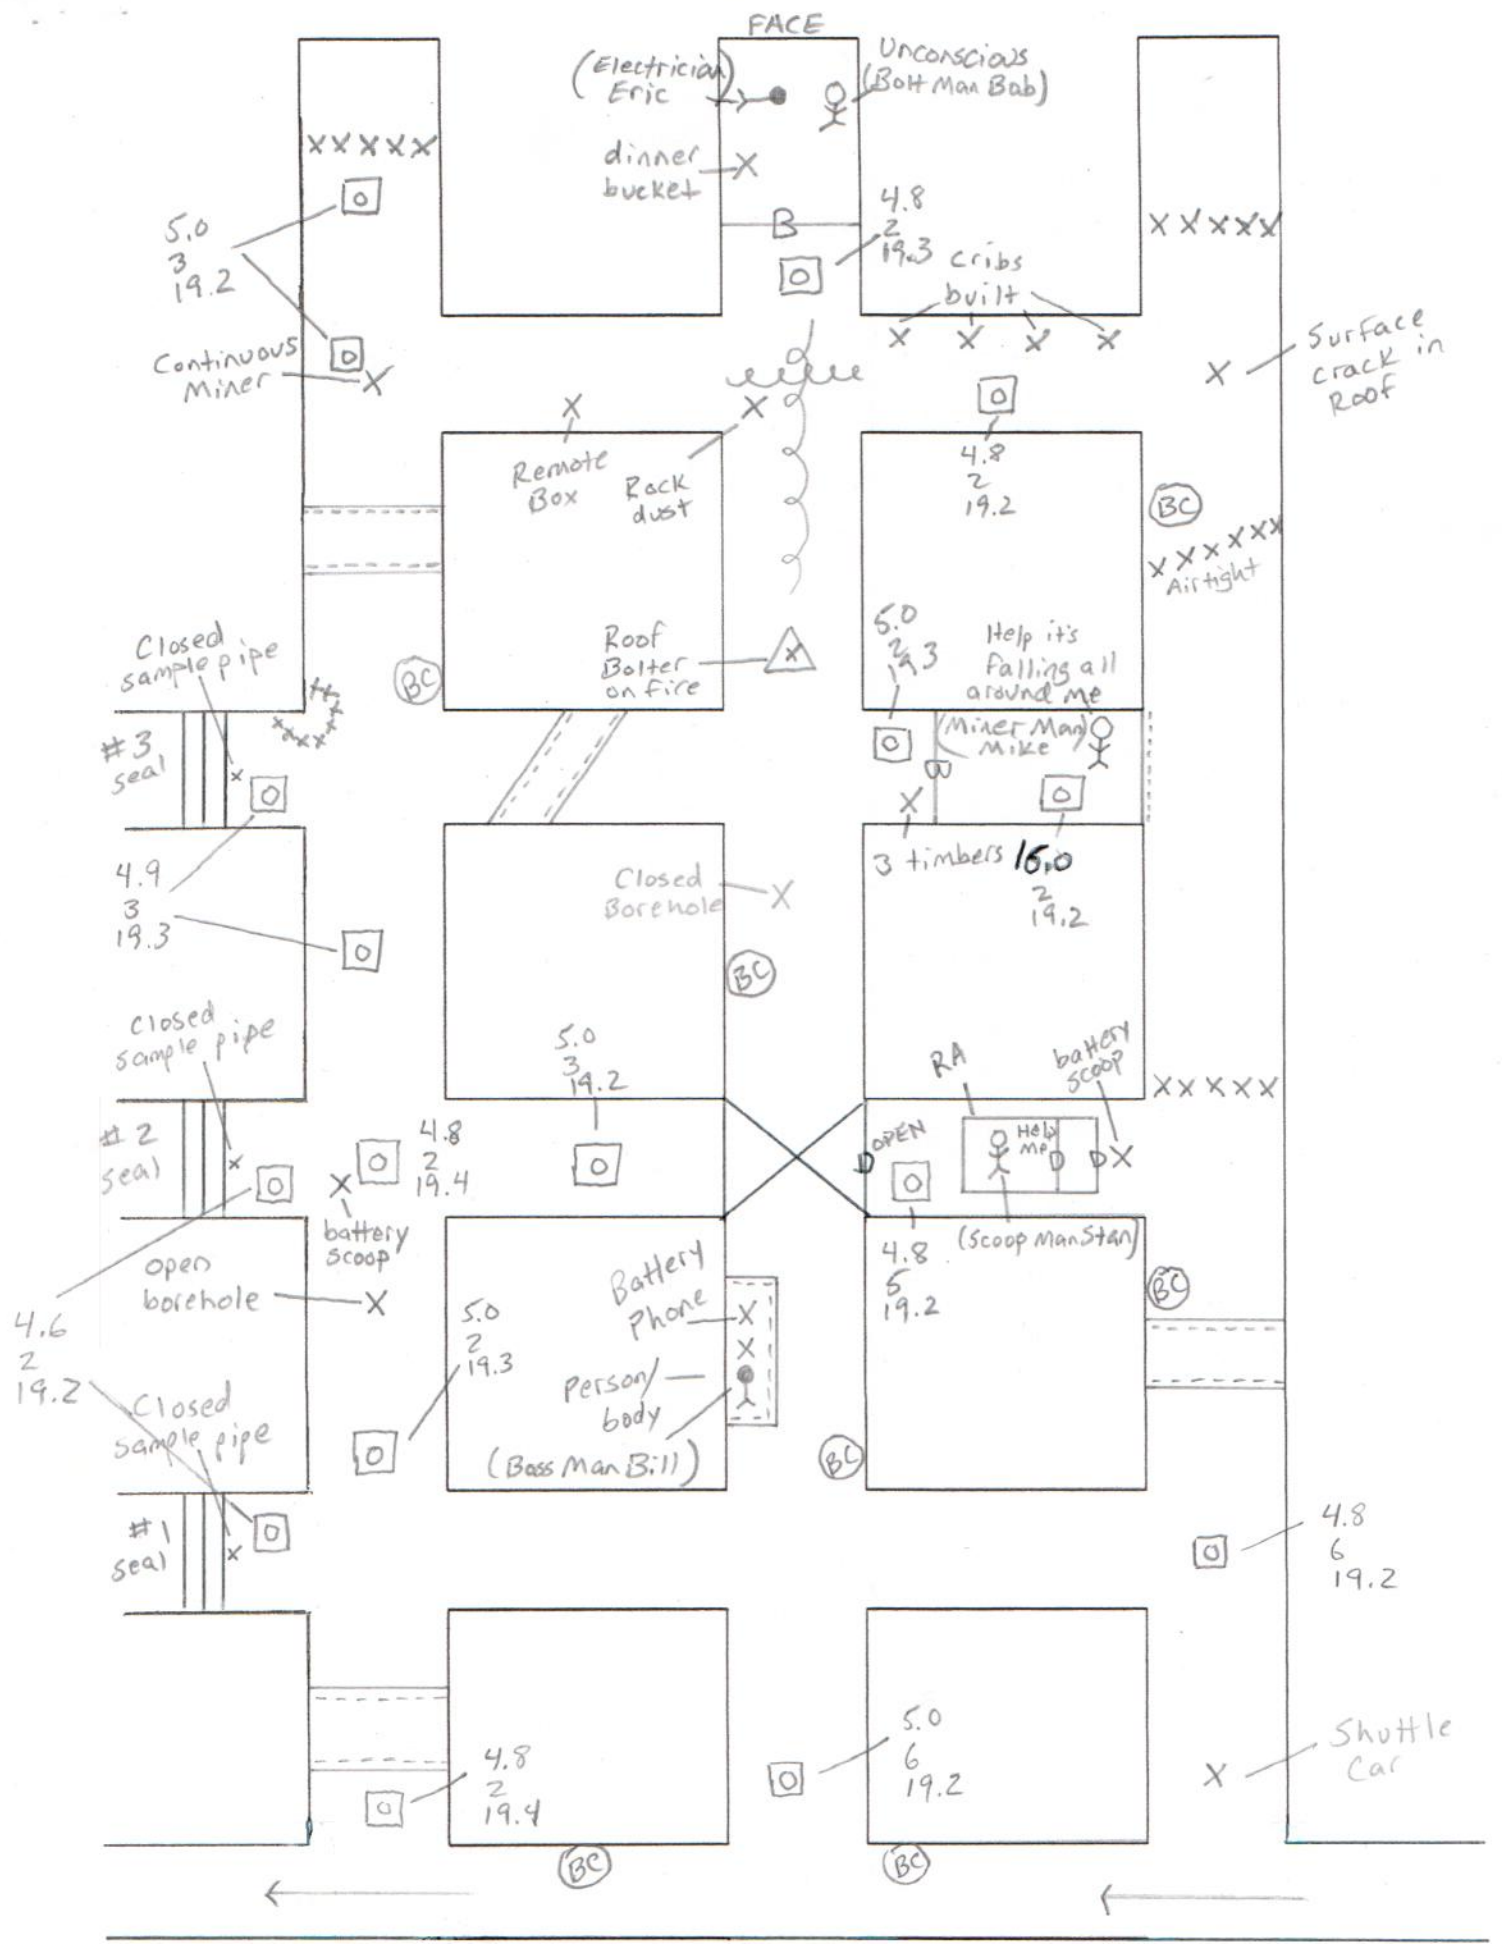 FACE
(Electrician)
Eric
Unconscious
(Bolt Man Bob)
XXXXX
dinner
bucket
X
B
4.8
2
19.3
XXXXX
5.0
3
19.2
cribs
built
X X X X
Surface
crack in
Roof
X
Continuous
Miner
X
X
Remote
Box
X
Rock
dust
4.8
2
19.2
BC
XXXXXX
Airtight
Closed
sample pipe
BC
Roof
Bolter
on fire
X
5.0
2
19.3
Help it's
falling all
around me
(Miner Man)
Mike
#3
seal
X
B
X
3 timbers
15.0
2
19.2
4.9
3
19.3
Closed
Borehole
X
BC
Closed
sample pipe
5.0
3
19.2
RA
battery
scoop
XXXXX
#2
seal
X
4.8
2
19.4
X
battery
scoop
D
OPEN
Help
me
D
D
X
(Scoop Man Stan)
4.8
5
19.2
open
borehole
X
4.6
2
19.2
5.0
2
19.3
Battery
Phone
X
X
person/
body
(Boss Man Bill)
BC
BC
Closed
sample pipe
#1
seal
X
4.8
6
19.2
4.8
2
19.4
5.0
6
19.2
Shuttle
Car
X
BC
BC